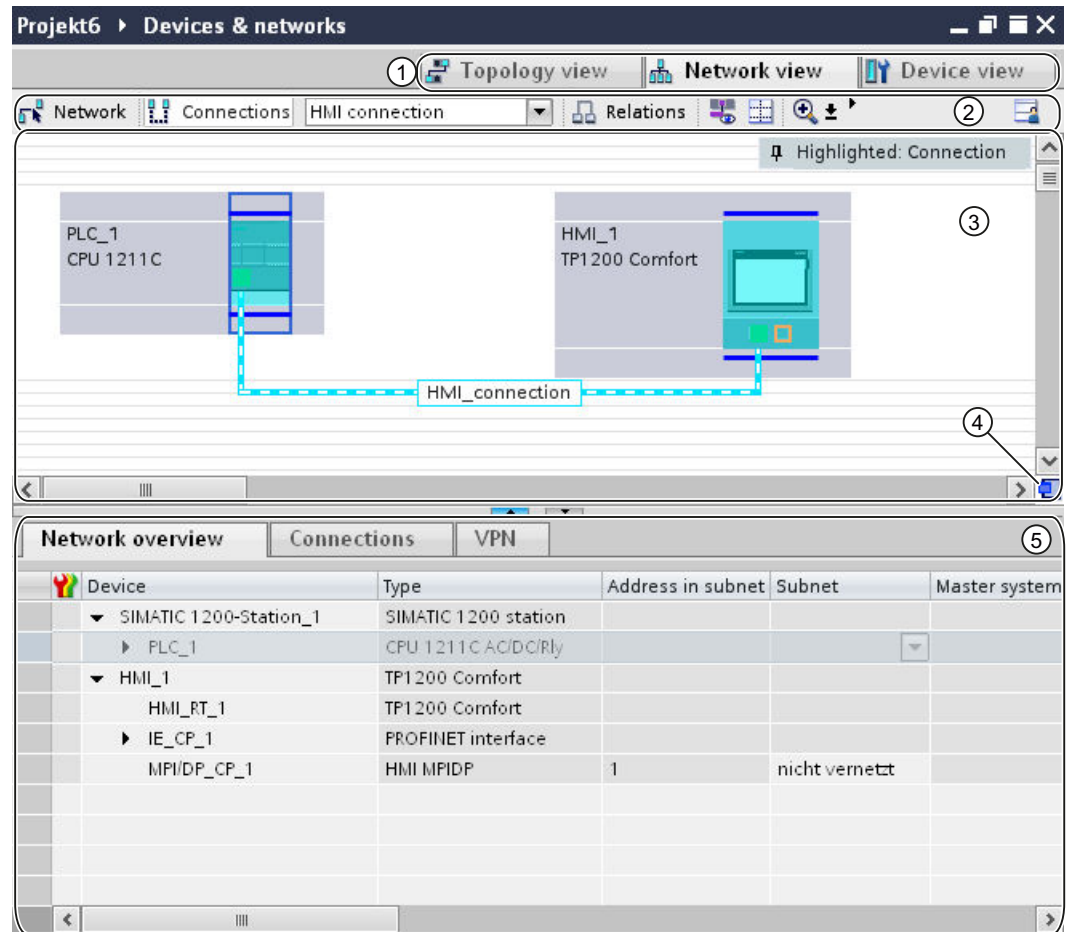 Projekt6 ▸ Devices & networks
1 Topology view Network view Device view
Network Connections HMI connection Relations 2
Highlighted: Connection
3
PLC_1
CPU 1211C
HMI_1
TP1200 Comfort
HMI_connection
4
Network overview Connections VPN 5
Device Type Address in subnet Subnet Master system
SIMATIC 1200-Station_1 SIMATIC 1200 station
PLC_1 CPU 1211C AC/DC/Rly
HMI_1 TP1200 Comfort
HMI_RT_1 TP1200 Comfort
IE_CP_1 PROFINET interface
MPI/DP_CP_1 HMI MPIDP 1 nicht vernetzt